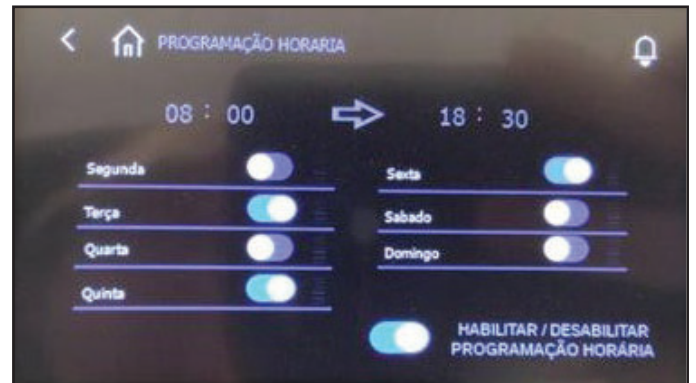 PROGRAMAÇÃO HORARIA
08 : 00 18 : 30
Segunda
Terça
Quarta
Quinta
Sexta
Sabado
Domingo
HABILITAR / DESABILITAR
PROGRAMAÇÃO HORÁRIA